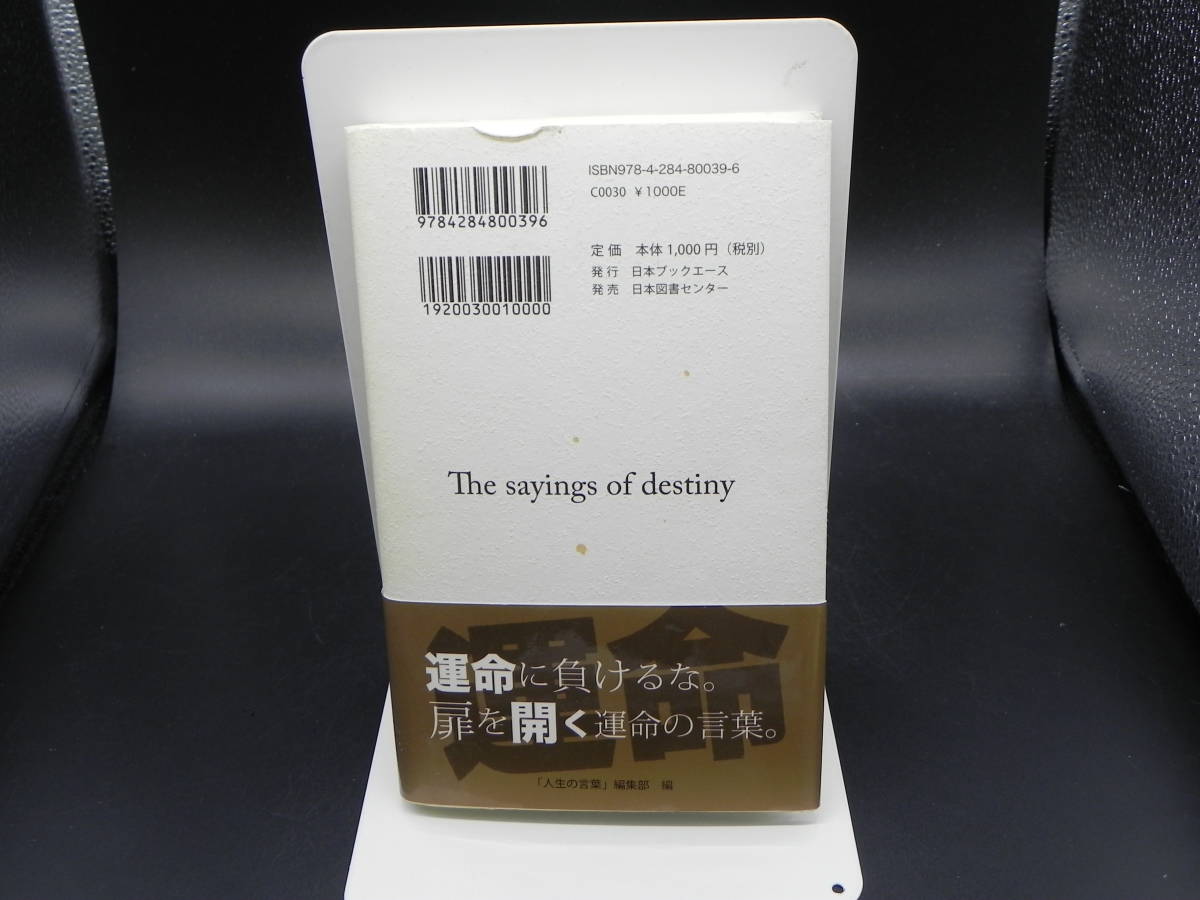 ISBN978-4-284-80039-6
C0030 ¥1000E
9784284800396
定価 本体1,000円（税別）
発行 日本ブックエース
発売 日本図書センター
1920030010000
The sayings of destiny
運命
運命に負けるな。
扉を開く運命の言葉。
「人生の言葉」編集部 編